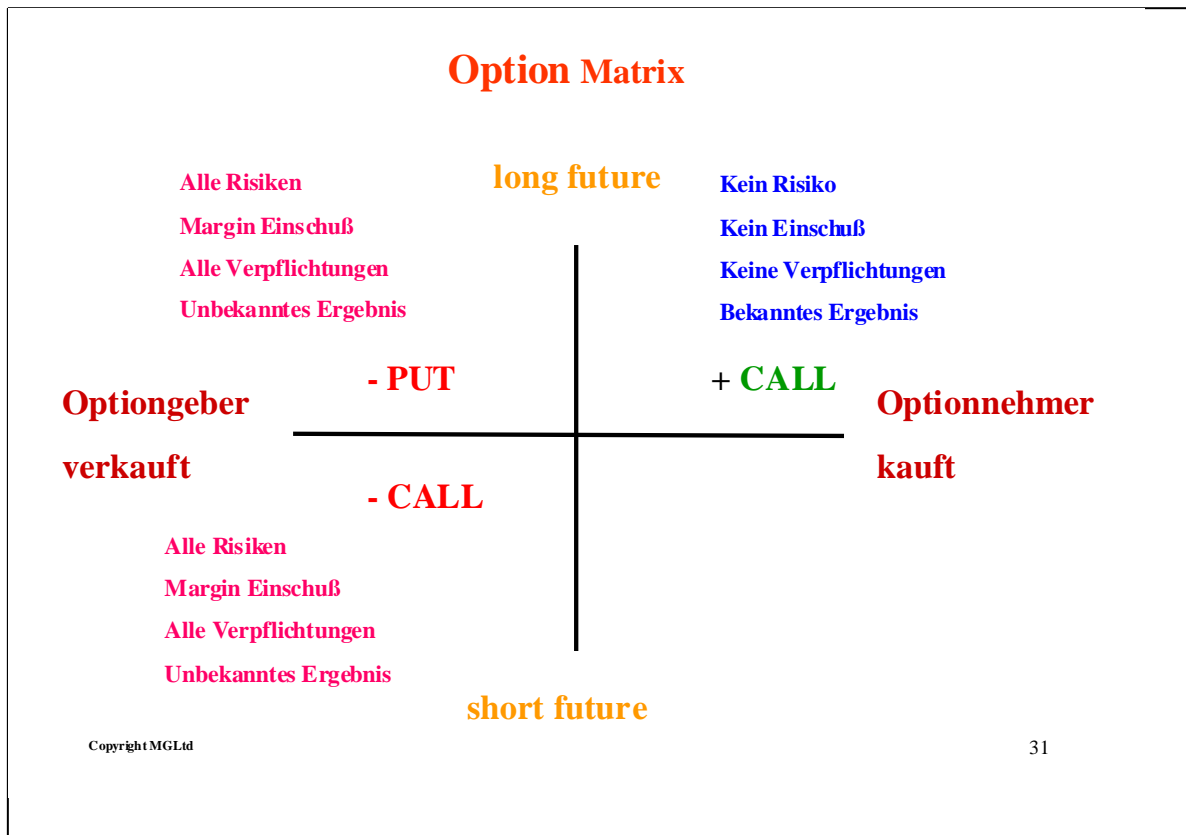 Option Matrix
long future
Alle Risiken
Margin Einschuß
Alle Verpflichtungen
Unbekanntes Ergebnis
Kein Risiko
Kein Einschuß
Keine Verpflichtungen
Bekanntes Ergebnis
- PUT
+ CALL
Optiongeber
verkauft
Optionnehmer
kauft
- CALL
Alle Risiken
Margin Einschuß
Alle Verpflichtungen
Unbekanntes Ergebnis
short future
Copyright MGLtd
31